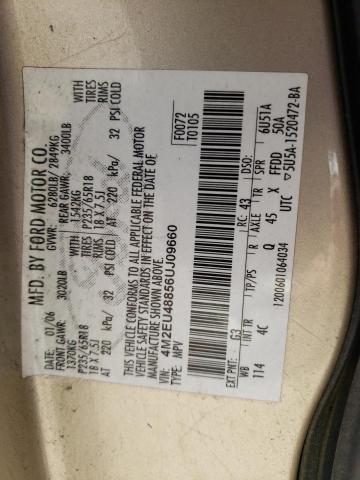 MFD. BY FORD MOTOR CO.
DATE: 01/06 GVWR: 6280LB/ 2849KG
FRONT GAWR: 3020LB REAR GAWR: 3400LB
1370KG WITH 1542KG WITH
P235/65R18 TIRES P235/65R18 TIRES
18 X 7.5J RIMS 18 X 7.5J RIMS
AT 220 kPa/ 32 PSI COLD AT 220 kPa/ 32 PSI COLD
THIS VEHICLE CONFORMS TO ALL APPLICABLE FEDERAL MOTOR
VEHICLE SAFETY STANDARDS IN EFFECT ON THE DATE OF
MANUFACTURE SHOWN ABOVE.
4M2EU48856UJ09660 F0072
MPV T0105
EXT PNT: G3 RC: 43 DSO: 6U51A
WB INT TR TP/PS R AXLE TR SPR 50A
114 4C Q 45 X FFDD
UTC ▽5U5A-1520472-BA
1200601064034